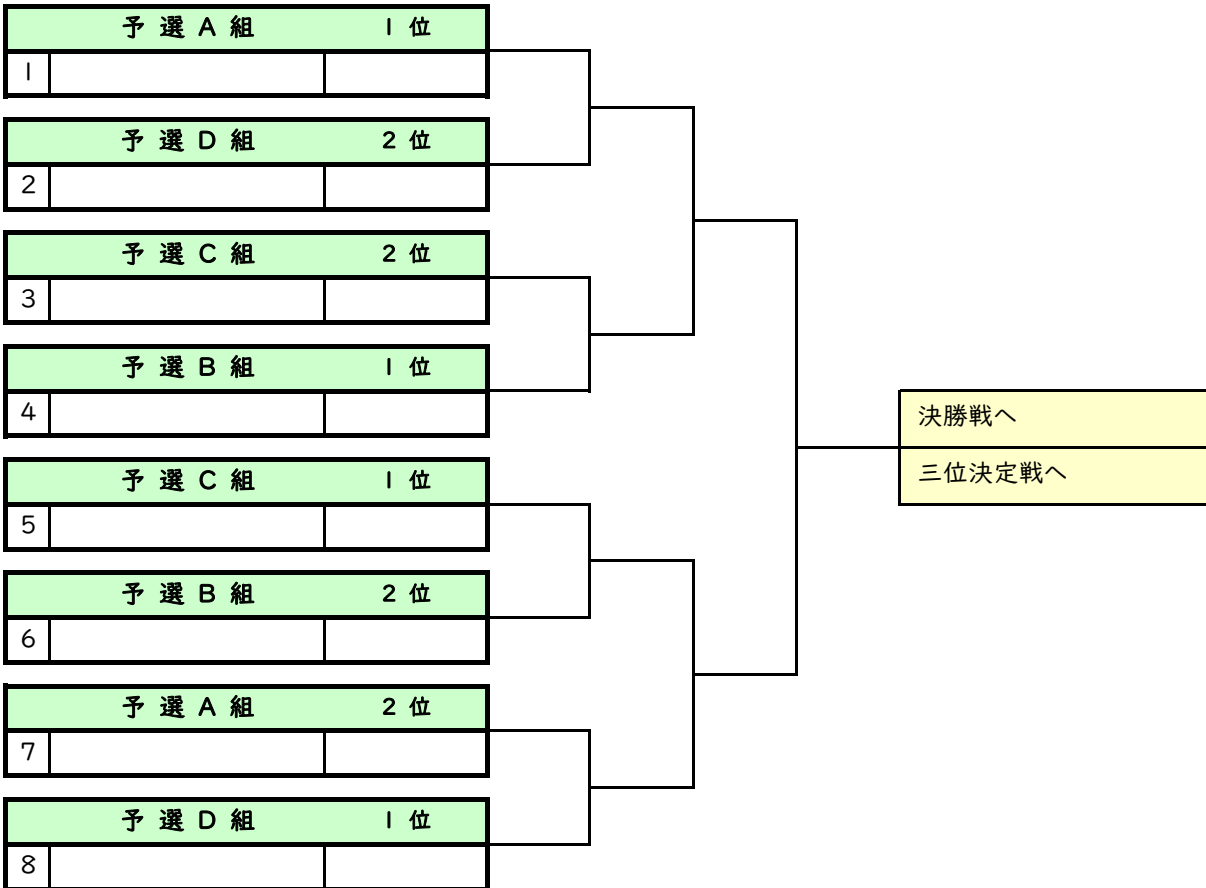 予 選 A 組 1 位
1
予 選 D 組 2 位
2
予 選 C 組 2 位
3
予 選 B 組 1 位
4
決勝戦へ
三位決定戦へ
予 選 C 組 1 位
5
予 選 B 組 2 位
6
予 選 A 組 2 位
7
予 選 D 組 1 位
8